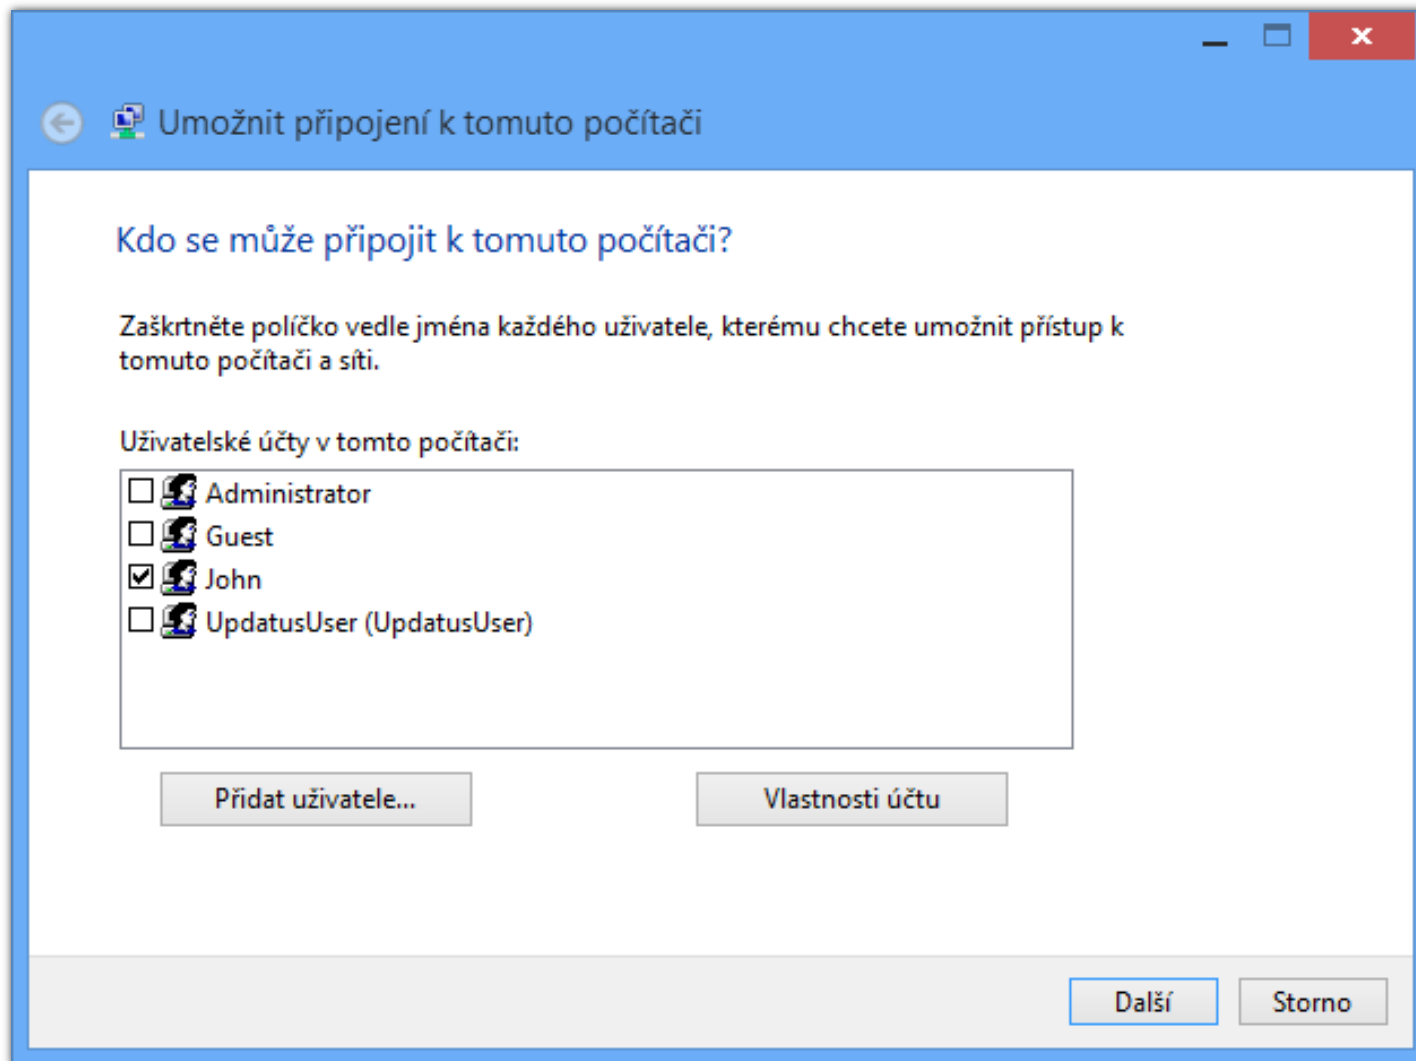 Umožnit připojení k tomuto počítači
Kdo se může připojit k tomuto počítači?
Zaškrtněte políčko vedle jména každého uživatele, kterému chcete umožnit přístup k
tomuto počítači a síti.
Uživatelské účty v tomto počítači:
Administrator
Guest
John
UpdatusUser (UpdatusUser)
Přidat uživatele...
Vlastnosti účtu
Další
Storno